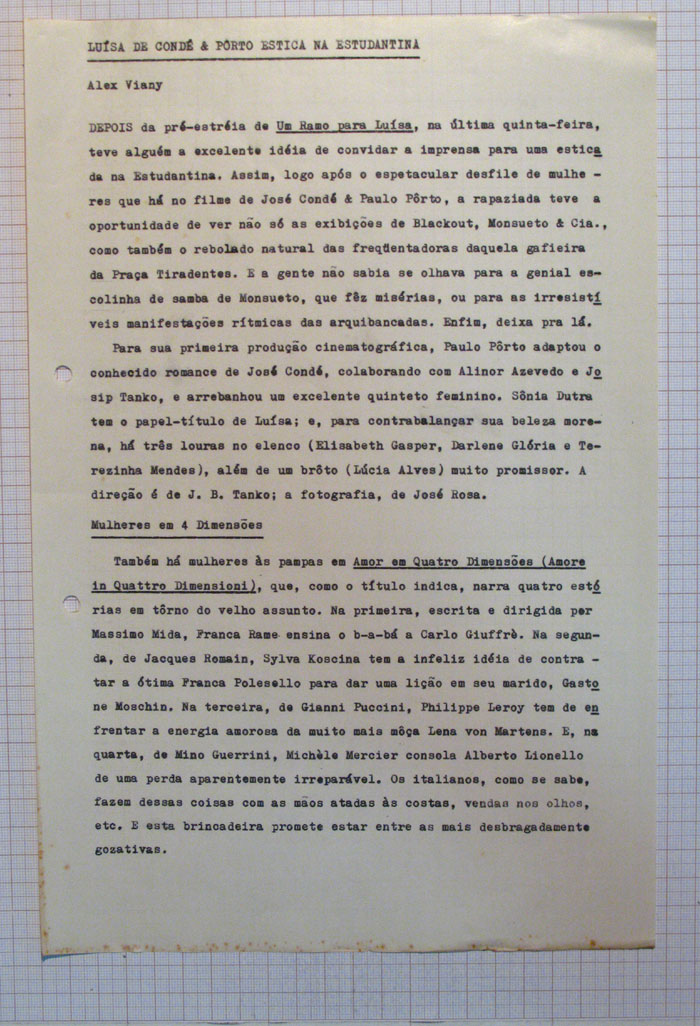 LUÍSA DE CONDÉ & PÔRTO ESTICA NA ESTUDANTINA
Alex Viany
DEPOIS da pré-estréia de Um Ramo para Luísa, na última quinta-feira,
teve alguém a excelente idéia de convidar a imprensa para uma estica
da na Estudantina. Assim, logo após o espetacular desfile de mulhe -
res que há no filme de José Condé & Paulo Pôrto, a rapaziada teve a
oportunidade de ver não só as exibições de Blackout, Monsueto & Cia.,
como também o rebolado natural das freqüentadoras daquela gafieira
da Praça Tiradentes. E a gente não sabia se olhava para a genial es-
colinha de samba de Monsueto, que fêz misérias, ou para as irresistí
veis manifestações rítmicas das arquibancadas. Enfim, deixa pra lá.
Para sua primeira produção cinematográfica, Paulo Pôrto adaptou o
conhecido romance de José Condé, colaborando com Alinor Azevedo e Jo
sip Tanko, e arrebanhou um excelente quinteto feminino. Sônia Dutra
tem o papel-título de Luísa; e, para contrabalançar sua beleza more-
na, há três louras no elenco (Elisabeth Gasper, Darlene Glória e Te-
rezinha Mendes), além de um brôto (Lúcia Alves) muito promissor. A
direção é de J. B. Tanko; a fotografia, de José Rosa.
Mulheres em 4 Dimensões
Também há mulheres às pampas em Amor em Quatro Dimensões (Amore
in Quattro Dimensioni), que, como o título indica, narra quatro estó
rias em tôrno do velho assunto. Na primeira, escrita e dirigida por
Massimo Mida, Franca Rame ensina o b-a-bá a Carlo Giuffrè. Na segun-
da, de Jacques Romain, Sylva Koscina tem a infeliz idéia de contra -
tar a ótima Franca Polesello para dar uma lição em seu marido, Gasto
ne Moschin. Na terceira, de Gianni Puccini, Philippe Leroy tem de en
frentar a energia amorosa da muito mais môça Lena von Martens. E, na
quarta, de Mino Guerrini, Michèle Mercier consola Alberto Lionello
de uma perda aparentemente irreparável. Os italianos, como se sabe,
fazem dessas coisas com as mãos atadas às costas, vendas nos olhos,
etc. E esta brincadeira promete estar entre as mais desbragadamente
gozativas.